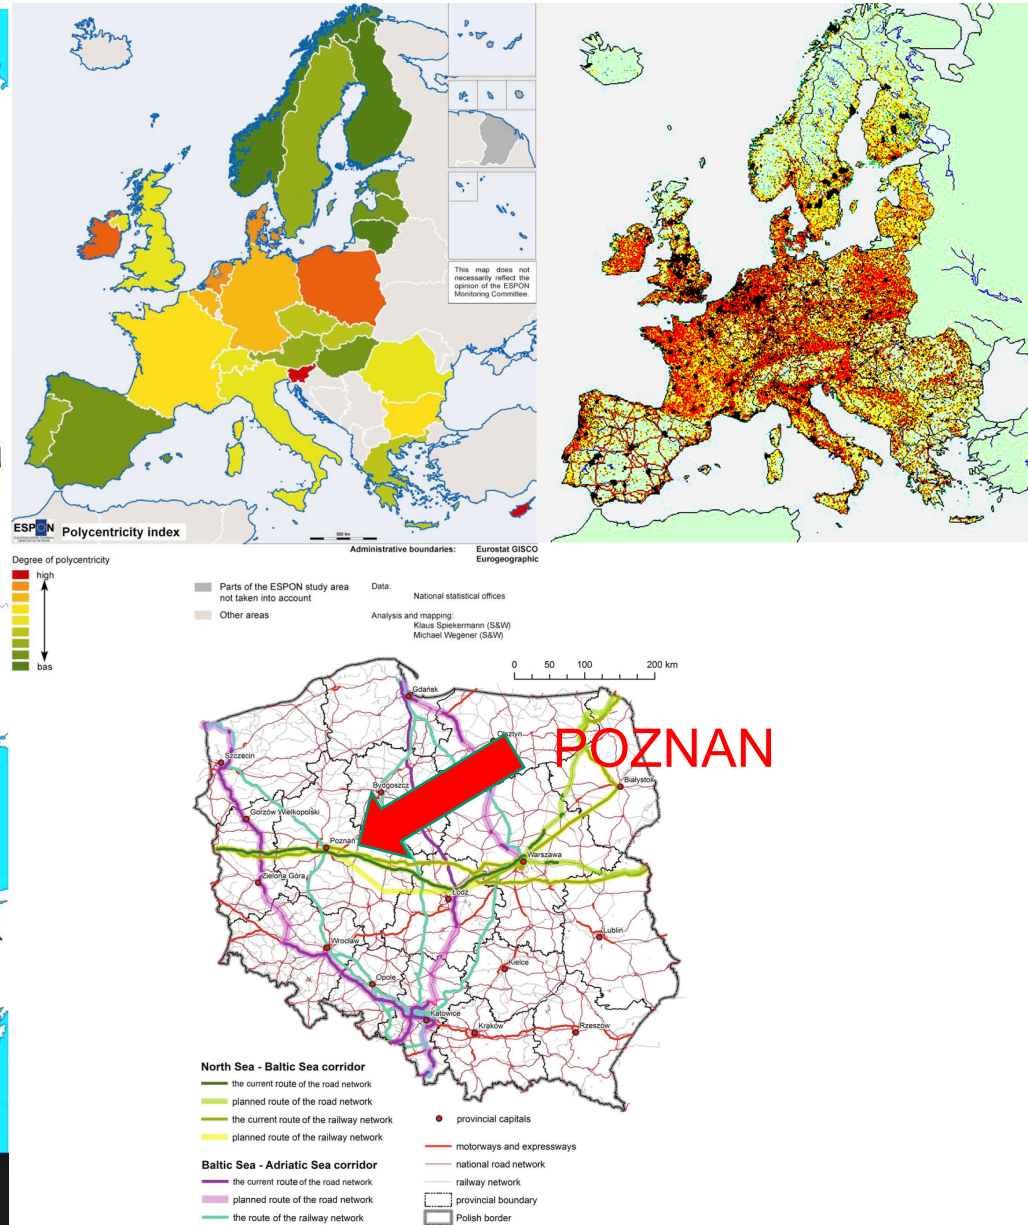 This map does not
necessarily reflect the
opinion of the ESPON
Monitoring Committee.
ESPON
Polycentricity index
500 km
Administrative boundaries: Eurostat GISCO
Eurogeographic
Degree of polycentricity
high
bas
Parts of the ESPON study area
not taken into account
Other areas
Data:
National statistical offices
Analysis and mapping:
Klaus Spiekermann (S&W)
Michael Wegener (S&W)
0 50 100 200 km
Gdańsk
Olsztyn
POZNAN
Szczecin
Białystok
Bydgoszcz
Gorzów Wielkopolski
Poznań
Warszawa
Zielona Góra
Łódź
Lublin
Wrocław
Kielce
Opole
Katowice
Kraków
Rzeszów
North Sea - Baltic Sea corridor
the current route of the road network
planned route of the road network
the current route of the railway network
planned route of the railway network
Baltic Sea - Adriatic Sea corridor
the current route of the road network
planned route of the road network
the route of the railway network
provincial capitals
motorways and expressways
national road network
railway network
provincial boundary
Polish border